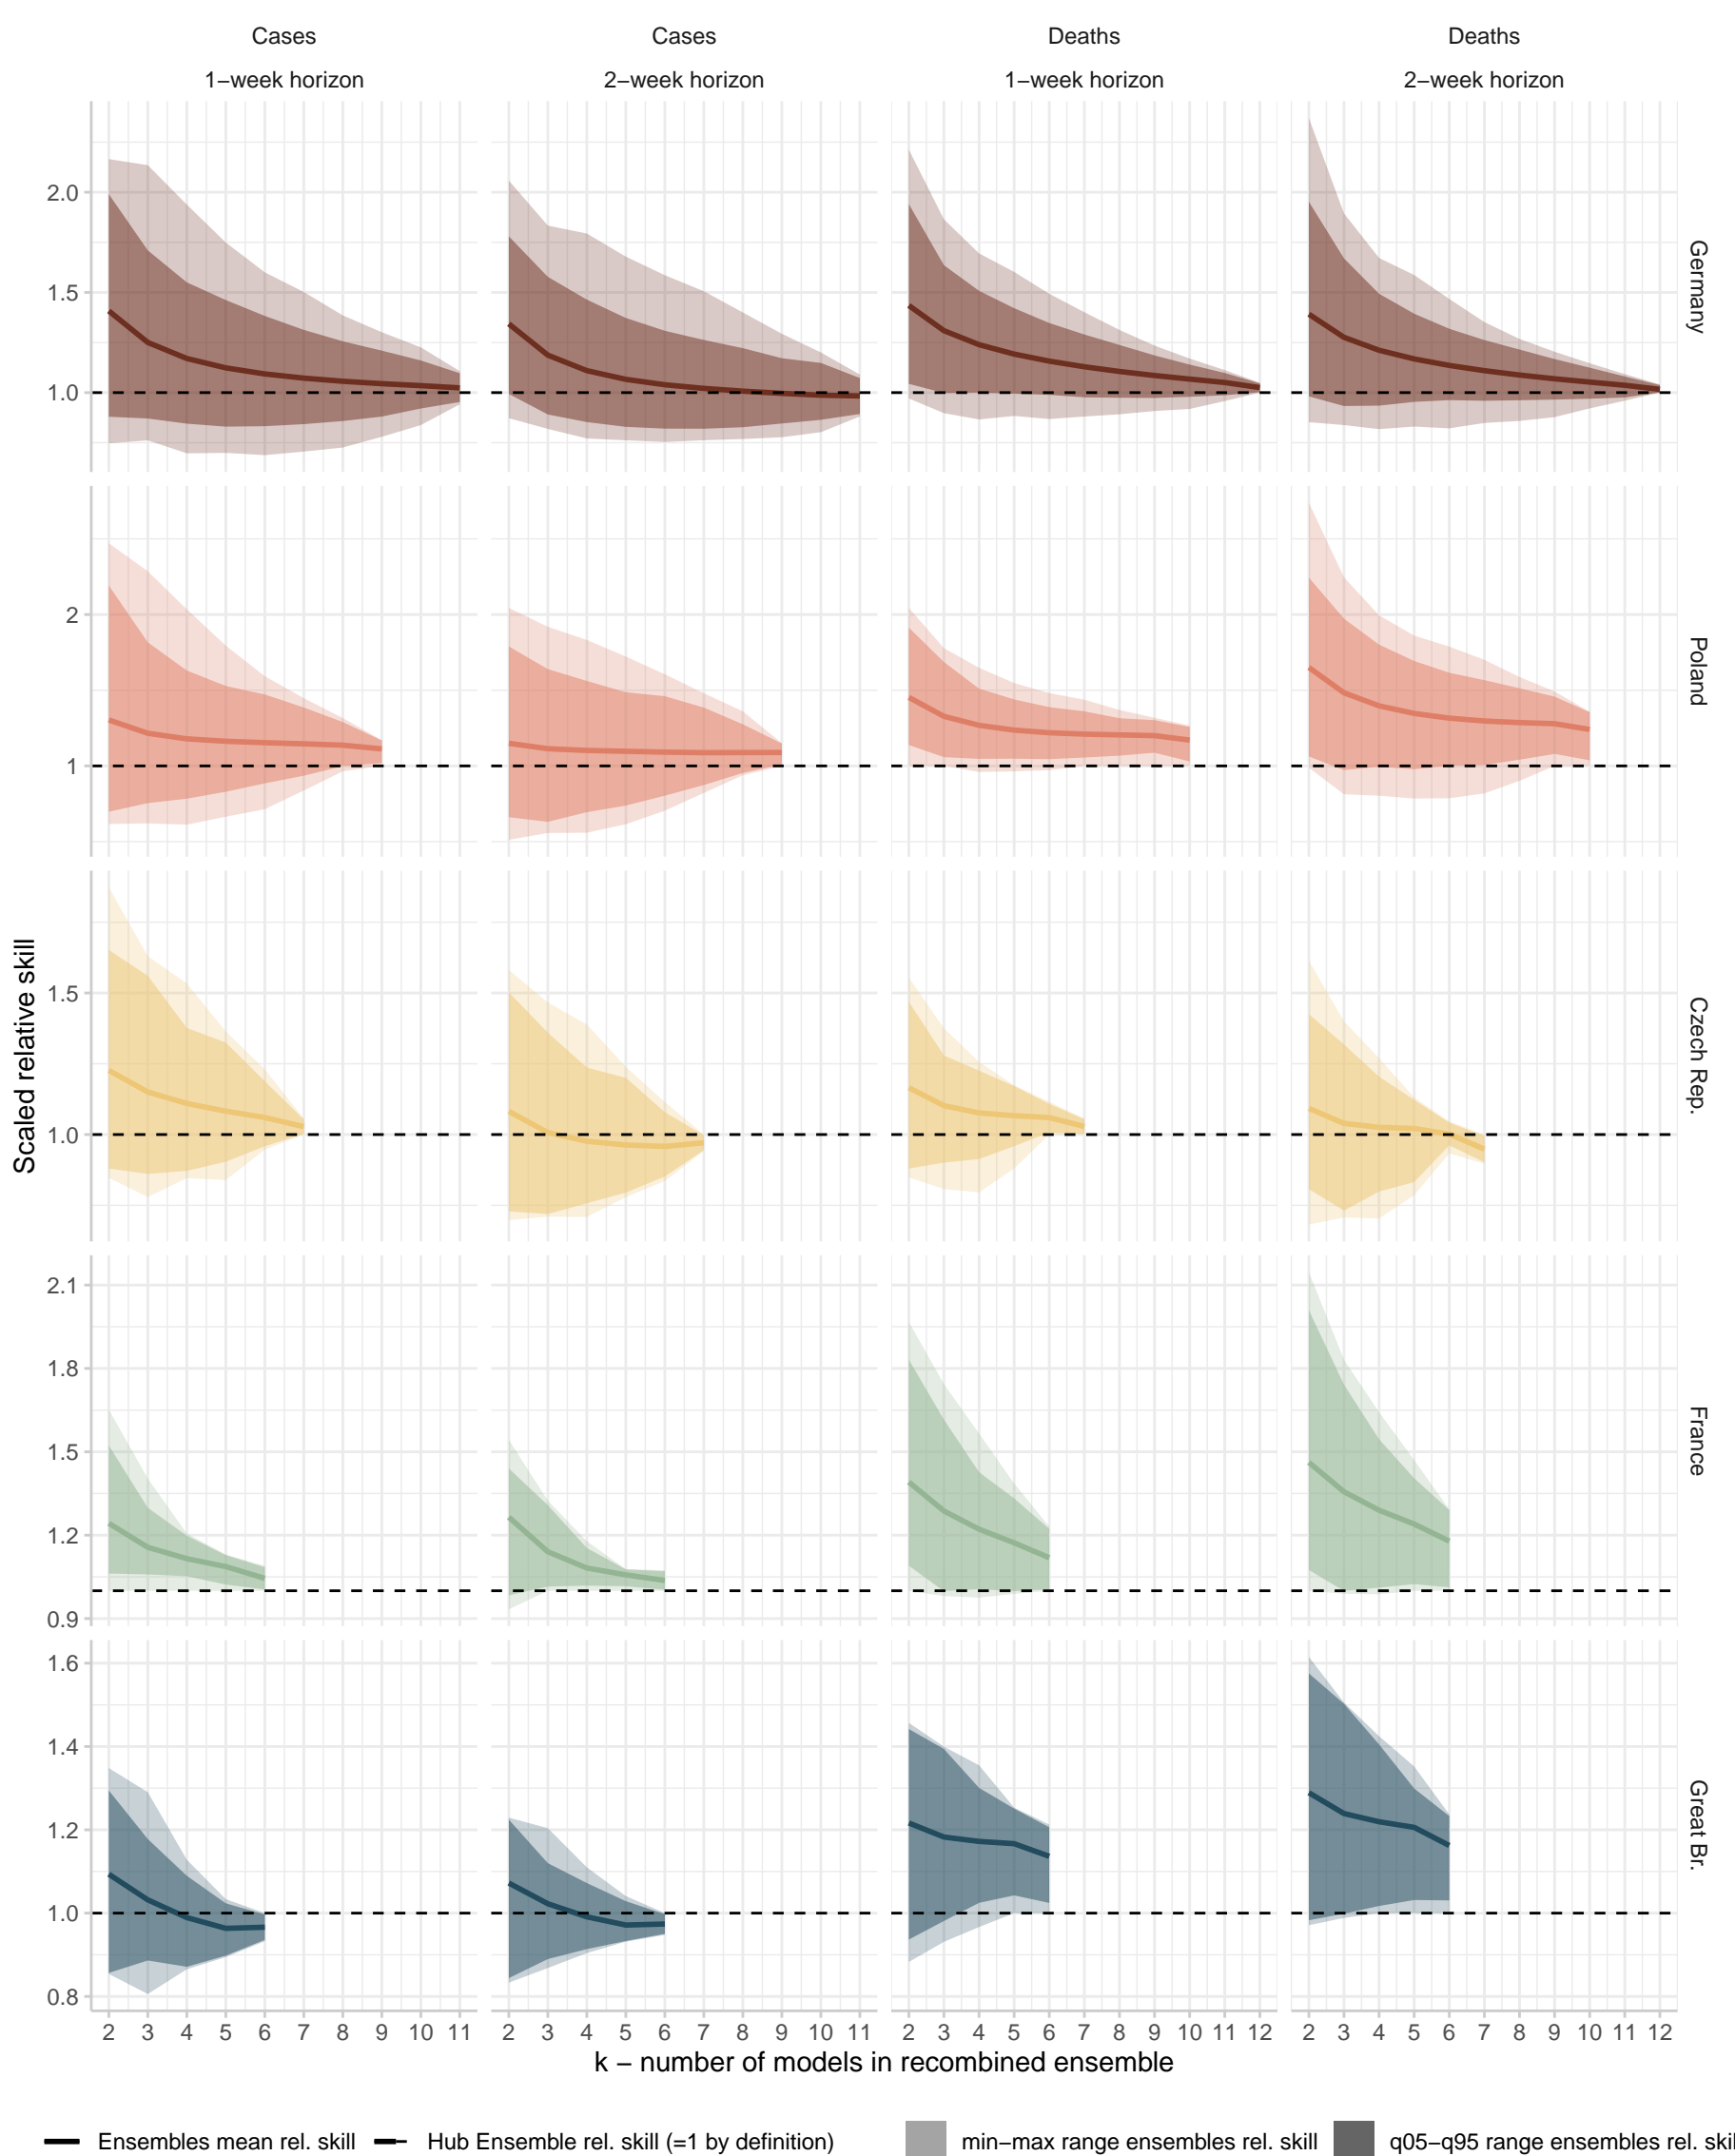 Cases Cases Deaths Deaths
1−week horizon 2−week horizon 1−week horizon 2−week horizon
2.0
1.5
1.0
Germany
2
1
Poland
1.5
1.0
Czech Rep.
Scaled relative skill
2.1
1.8
1.5
1.2
0.9
France
1.6
1.4
1.2
1.0
0.8
Great Br.
2 3 4 5 6 7 8 9 10 11 2 3 4 5 6 7 8 9 10 11 2 3 4 5 6 7 8 9 10 11 12 2 3 4 5 6 7 8 9 10 11 12
k − number of models in recombined ensemble
Ensembles mean rel. skill Hub Ensemble rel. skill (=1 by definition) min−max range ensembles rel. skill q05−q95 range ensembles rel. ski